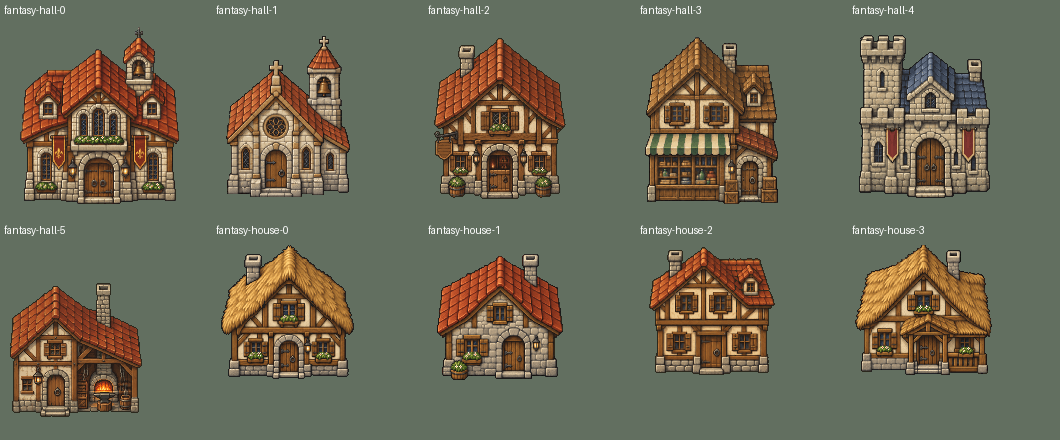 fantasy-hall-0
fantasy-hall-1
fantasy-hall-2
fantasy-hall-3
fantasy-hall-4
fantasy-hall-5
fantasy-house-0
fantasy-house-1
fantasy-house-2
fantasy-house-3